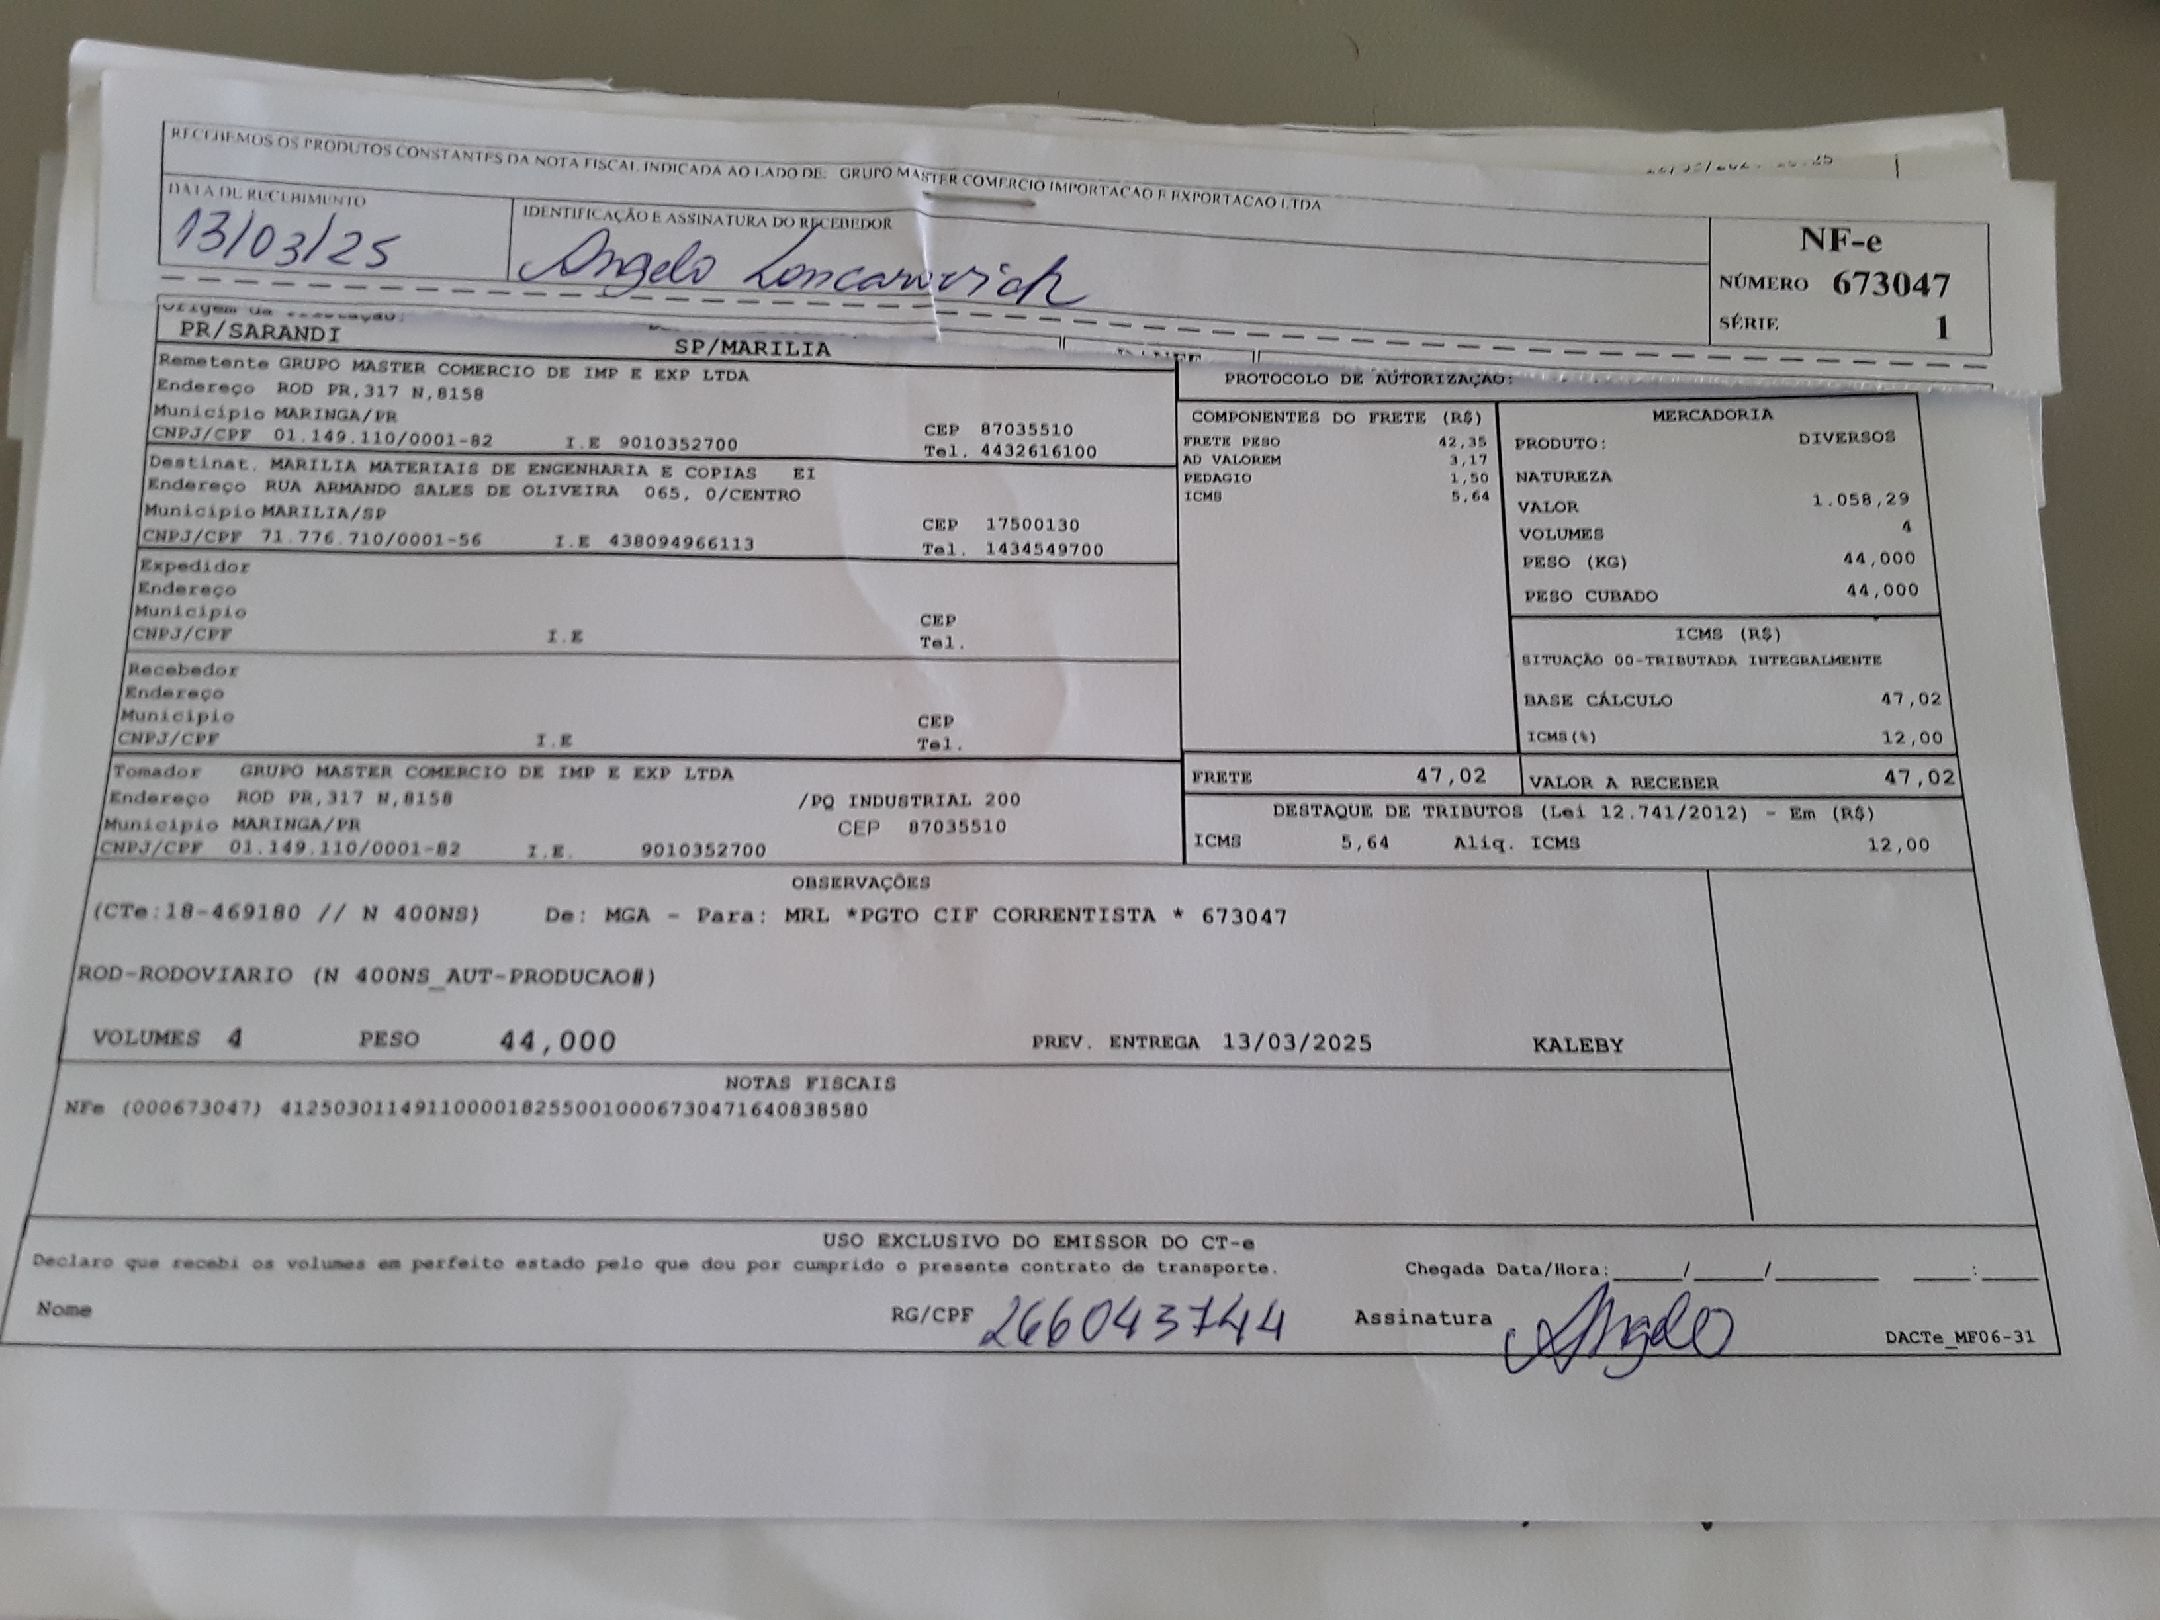 RECEBEMOS OS PRODUTOS CONSTANTES DA NOTA FISCAL INDICADA AO LADO DE: GRUPO MASTER COMERCIO IMPORTACAO E EXPORTACAO LTDA
DATA DE RECEBIMENTO
13/03/25
IDENTIFICAÇÃO E ASSINATURA DO RECEBEDOR
Angelo
NF-e
NÚMERO 673047
SÉRIE 1
PR/SARANDI
SP/MARILIA
Remetente GRUPO MASTER COMERCIO DE IMP E EXP LTDA
Endereço ROD PR,317 N,8158
Município MARINGA/PR CEP 87035510
CNPJ/CPF 01.149.110/0001-82 I.E 9010352700 Tel. 4432616100
Destinat. MARILIA MATERIAIS DE ENGENHARIA E COPIAS EI
Endereço RUA ARMANDO SALES DE OLIVEIRA 065, 0/CENTRO
Município MARILIA/SP CEP 17500130
CNPJ/CPF 71.776.710/0001-56 I.E 438094966113 Tel. 1434549700
Expedidor
Endereço
Município CEP
CNPJ/CPF I.E Tel.
Recebedor
Endereço
Município CEP
CNPJ/CPF I.E Tel.
Tomador GRUPO MASTER COMERCIO DE IMP E EXP LTDA
Endereço ROD PR,317 N,8158 /PQ INDUSTRIAL 200
Município MARINGA/PR CEP 87035510
CNPJ/CPF 01.149.110/0001-82 I.E. 9010352700
PROTOCOLO DE AUTORIZAÇÃO:
COMPONENTES DO FRETE (R$)
FRETE PESO 42,35
AD VALOREM 3,17
PEDAGIO 1,50
ICMS 5,64
MERCADORIA
PRODUTO: DIVERSOS
NATUREZA
VALOR 1.058,29
VOLUMES 4
PESO (KG) 44,000
PESO CUBADO 44,000
ICMS (R$)
SITUAÇÃO 00-TRIBUTADA INTEGRALMENTE
BASE CÁLCULO 47,02
ICMS(%) 12,00
FRETE 47,02
VALOR A RECEBER 47,02
DESTAQUE DE TRIBUTOS (Lei 12.741/2012) - Em (R$)
ICMS 5,64 Aliq. ICMS 12,00
OBSERVAÇÕES
(CTe:18-469180 // N 400NS) De: MGA - Para: MRL *PGTO CIF CORRENTISTA * 673047
ROD-RODOVIARIO (N 400NS_AUT-PRODUCAO#)
VOLUMES 4 PESO 44,000 PREV. ENTREGA 13/03/2025 KALEBY
NOTAS FISCAIS
NFe (000673047) 41250301149110000182550010006730471640838580
USO EXCLUSIVO DO EMISSOR DO CT-e
Declaro que recebi os volumes em perfeito estado pelo que dou por cumprido o presente contrato de transporte.
Chegada Data/Hora:_____/_____/_______ ____:____
Nome RG/CPF 266043744 Assinatura Angelo
DACTe_MF06-31